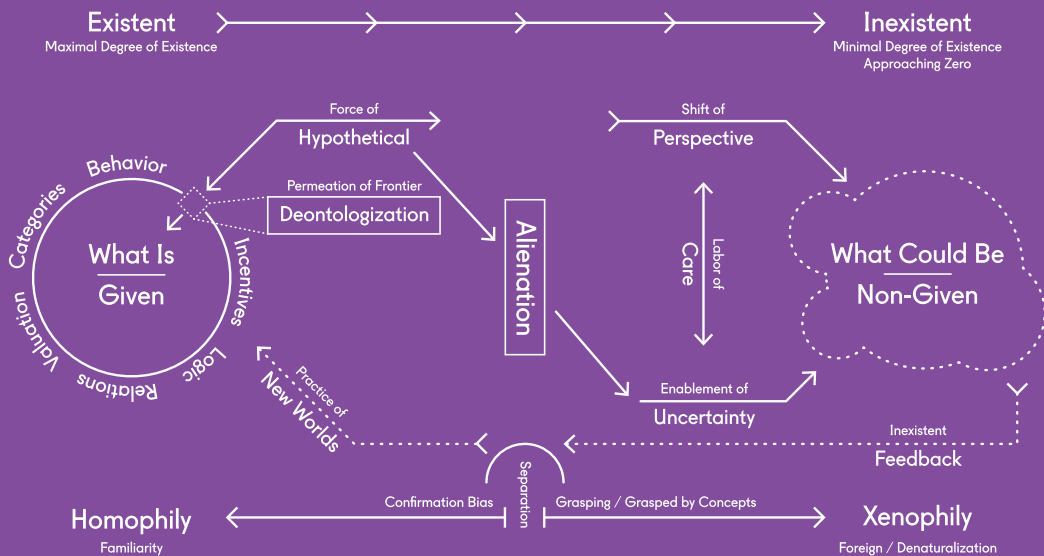 Existent
Maximal Degree of Existence
Inexistent
Minimal Degree of Existence
Approaching Zero
Force of
Hypothetical
Shift of
Perspective
Behavior
Categories
Valuation
Relations
Logic
Incentives
What Is
Given
Permeation of Frontier
Deontologization
Alienation
Labor of
Care
What Could Be
Non-Given
Practice of
New Worlds
Enablement of
Uncertainty
Inexistent
Feedback
Separation
Confirmation Bias
Grasping / Grasped by Concepts
Homophily
Familiarity
Xenophily
Foreign / Denaturalization